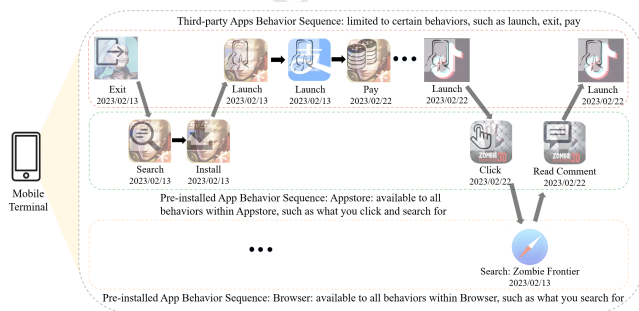 Third-party Apps Behavior Sequence: limited to certain behaviors, such as launch, exit, pay
Exit
2023/02/13
Launch
2023/02/13
Launch
2023/02/13
Pay
2023/02/22
Launch
2023/02/22
Launch
2023/02/22
Mobile
Terminal
Search
2023/02/13
Install
2023/02/13
Click
2023/02/22
Read Comment
2023/02/22
ZOMBIE
ZOMBIE
Pre-installed App Behavior Sequence: Appstore: available to all
behaviors within Appstore, such as what you click and search for
Search: Zombie Frontier
2023/02/13
Pre-installed App Behavior Sequence: Browser: available to all behaviors within Browser, such as what you search for